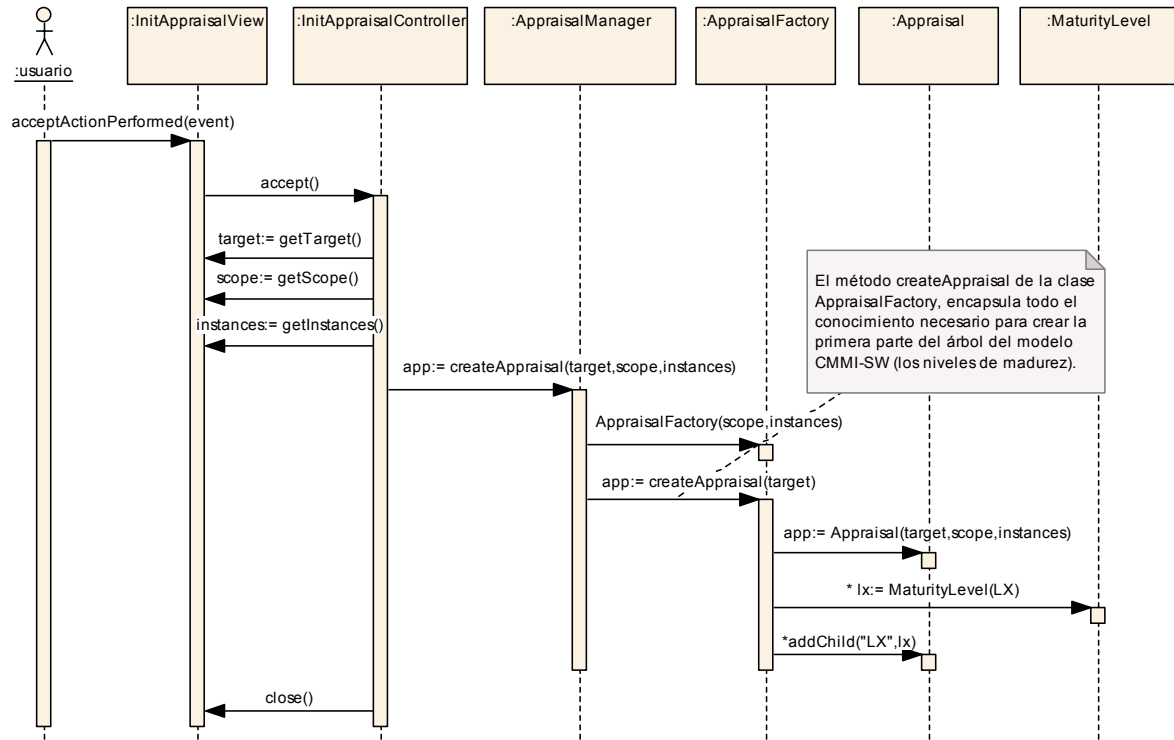 :InitAppraisalView
:InitAppraisalController
:AppraisalManager
:AppraisalFactory
:Appraisal
:MaturityLevel
:usuario
acceptActionPerformed(event)
accept()
target:= getTarget()
scope:= getScope()
instances:= getInstances()
El método createAppraisal de la clase
AppraisalFactory, encapsula todo el
conocimiento necesario para crear la
primera parte del árbol del modelo
CMMI-SW (los niveles de madurez).
app:= createAppraisal(target,scope,instances)
AppraisalFactory(scope,instances)
app:= createAppraisal(target)
app:= Appraisal(target,scope,instances)
* lx:= MaturityLevel(LX)
*addChild("LX",lx)
close()